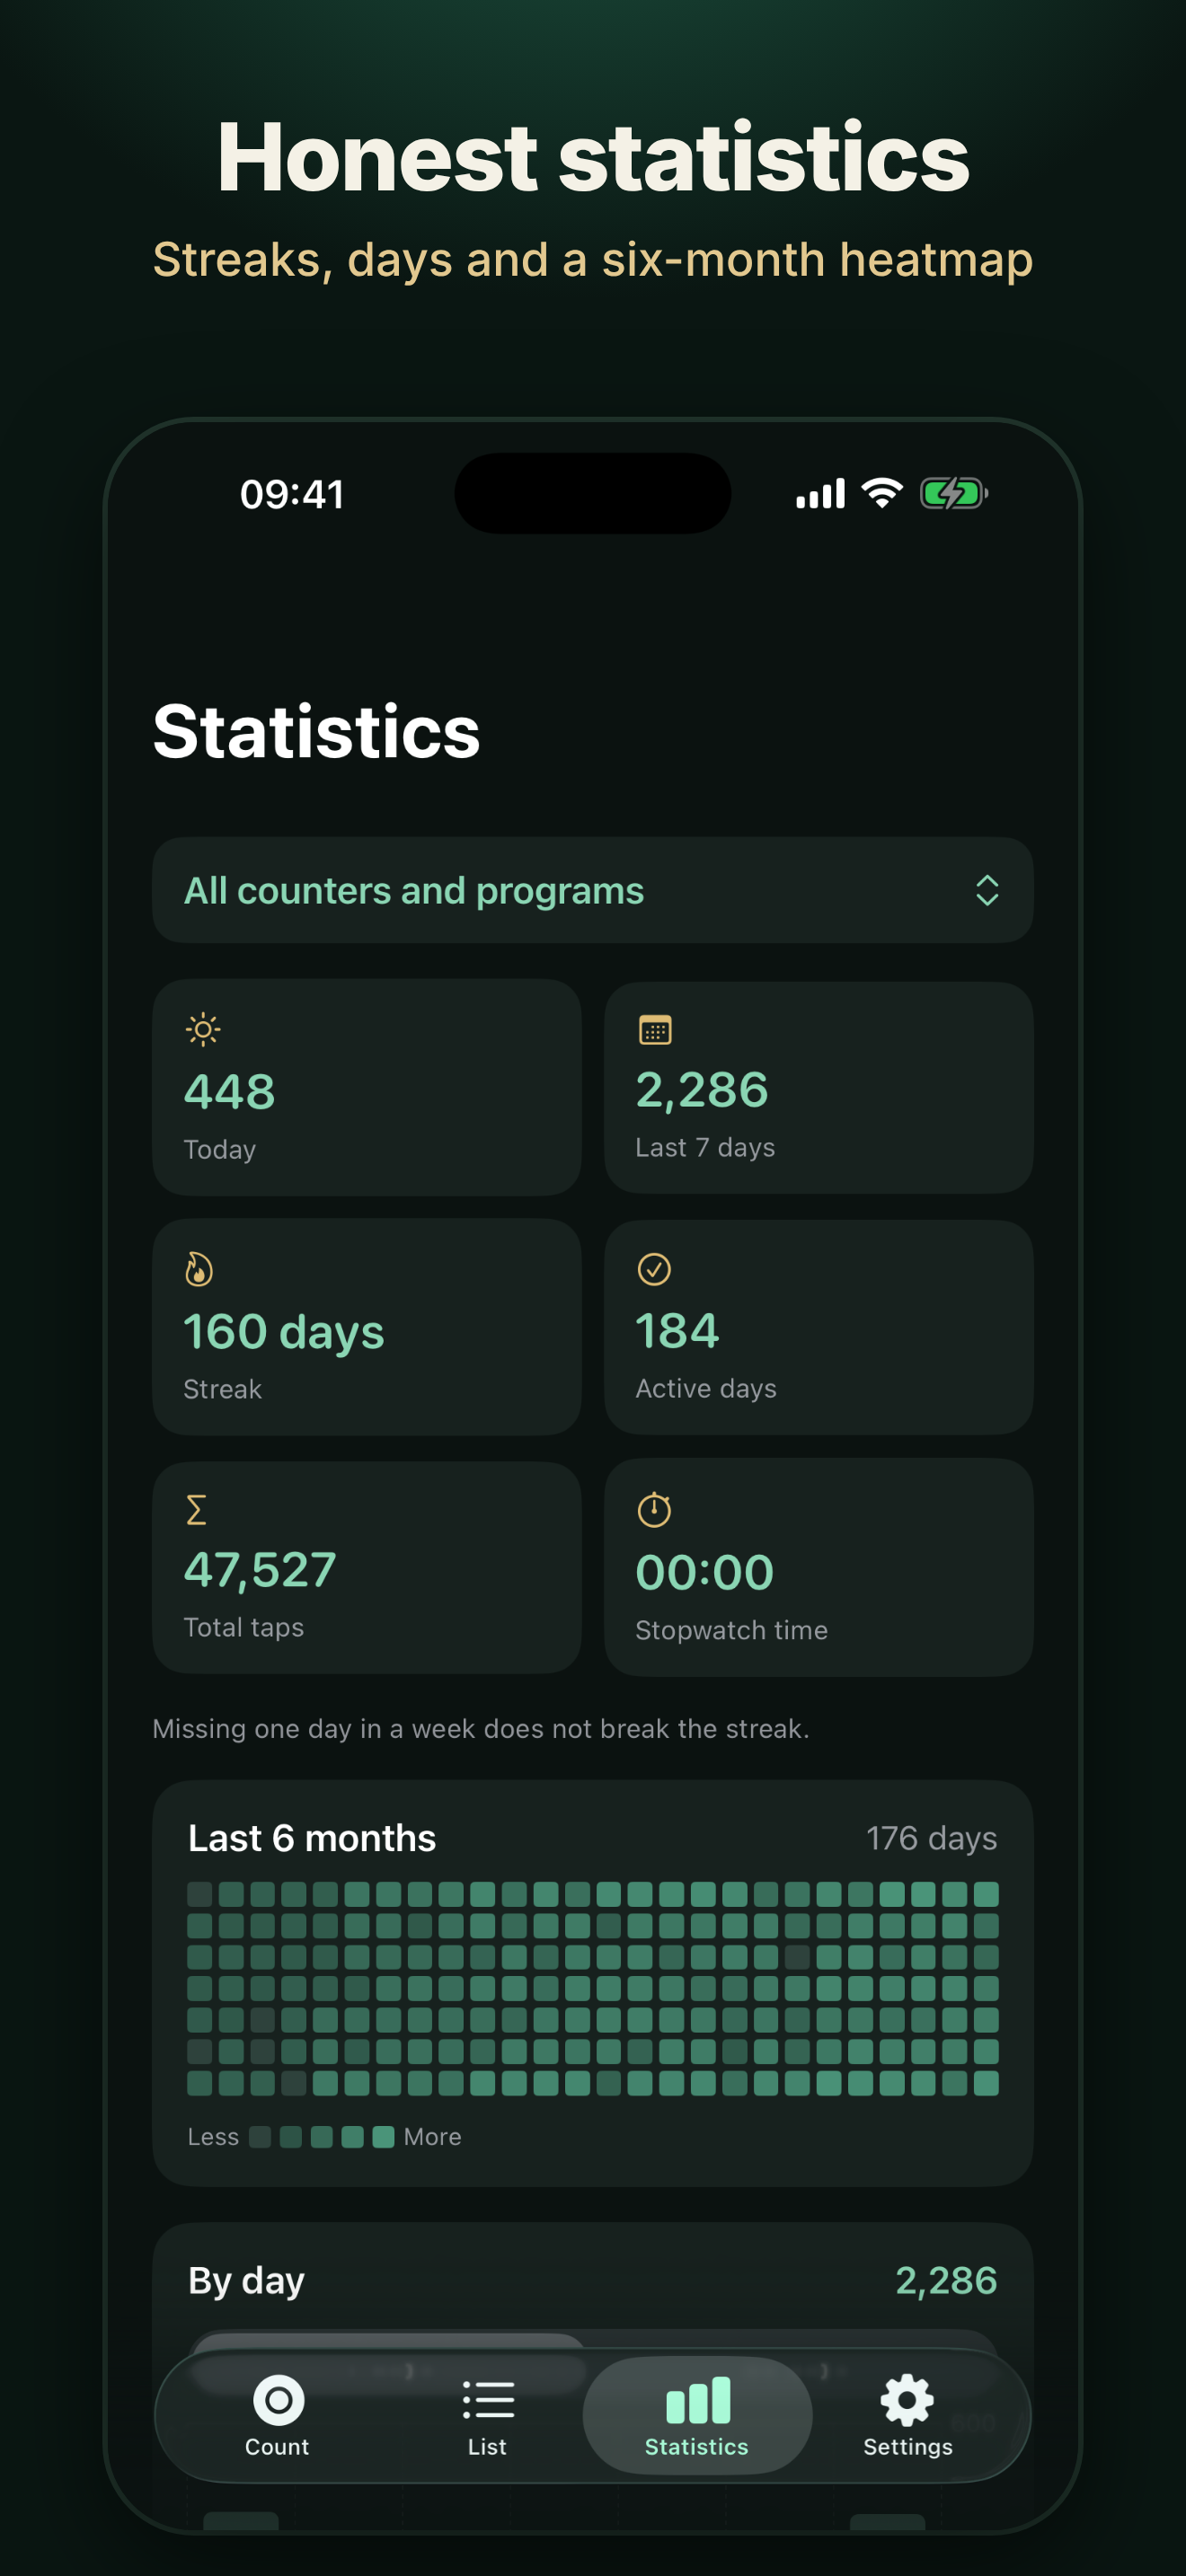 Honest statistics
Streaks, days and a six-month heatmap
09:41
Statistics
All counters and programs
448
Today
2,286
Last 7 days
160 days
Streak
184
Active days
Σ
47,527
Total taps
00:00
Stopwatch time
Missing one day in a week does not break the streak.
Last 6 months
176 days
Less
More
By day
2,286
600
Count
List
Statistics
Settings